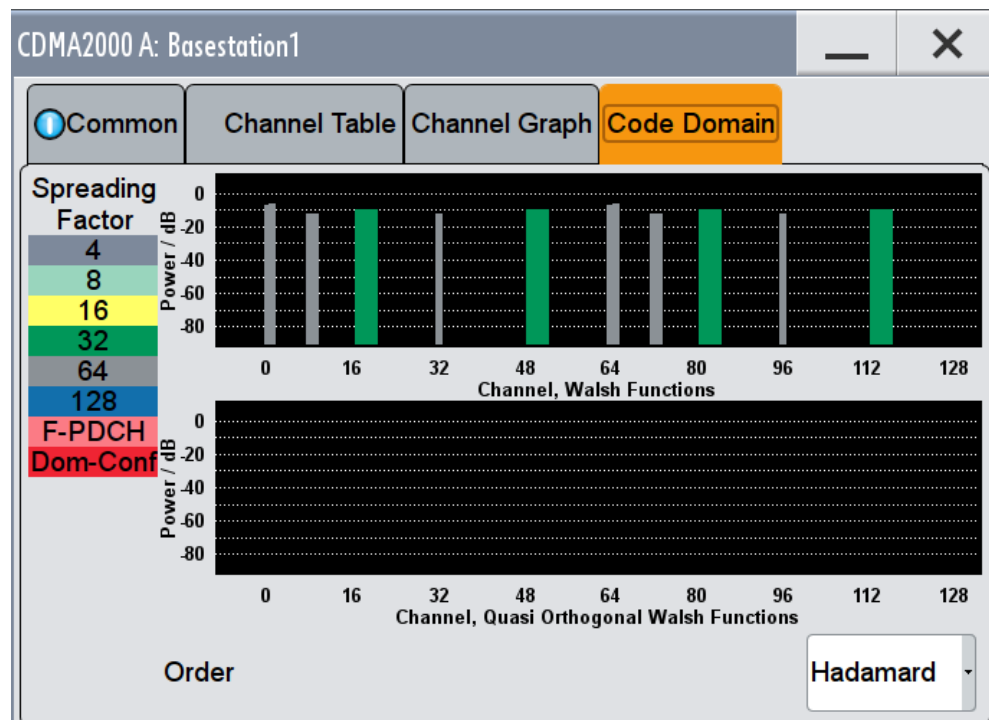 CDMA2000 A: Basestation1
Common
Channel Table
Channel Graph
Code Domain
Spreading
Factor
4
8
16
32
64
128
F-PDCH
Dom-Conf
Power / dB
0
-20
-40
-60
-80
0 16 32 48 64 80 96 112 128
Channel, Walsh Functions
Power / dB
0
-20
-40
-60
-80
0 16 32 48 64 80 96 112 128
Channel, Quasi Orthogonal Walsh Functions
Order
Hadamard